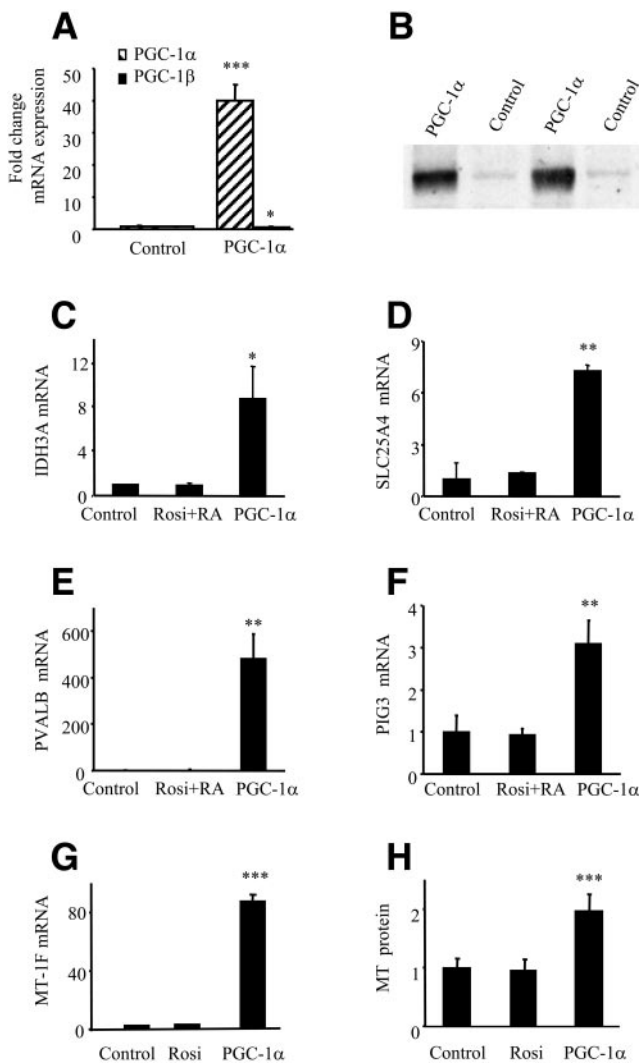 A
PGC-1α
PGC-1β
Fold change
mRNA expression
50
40
30
20
10
0
***
*
Control
PGC-1α
B
PGC-1α
Control
PGC-1α
Control
C
IDH3A mRNA
12
8
4
0
*
Control Rosi+RA PGC-1α
D
SLC25A4 mRNA
9
6
3
0
**
Control Rosi+RA PGC-1α
E
PVALB mRNA
600
400
200
0
**
Control Rosi+RA PGC-1α
F
PIG3 mRNA
4
3
2
1
0
**
Control Rosi+RA PGC-1α
G
MT-1F mRNA
80
40
0
***
Control Rosi PGC-1α
H
MT protein
2
1
0
***
Control Rosi PGC-1α